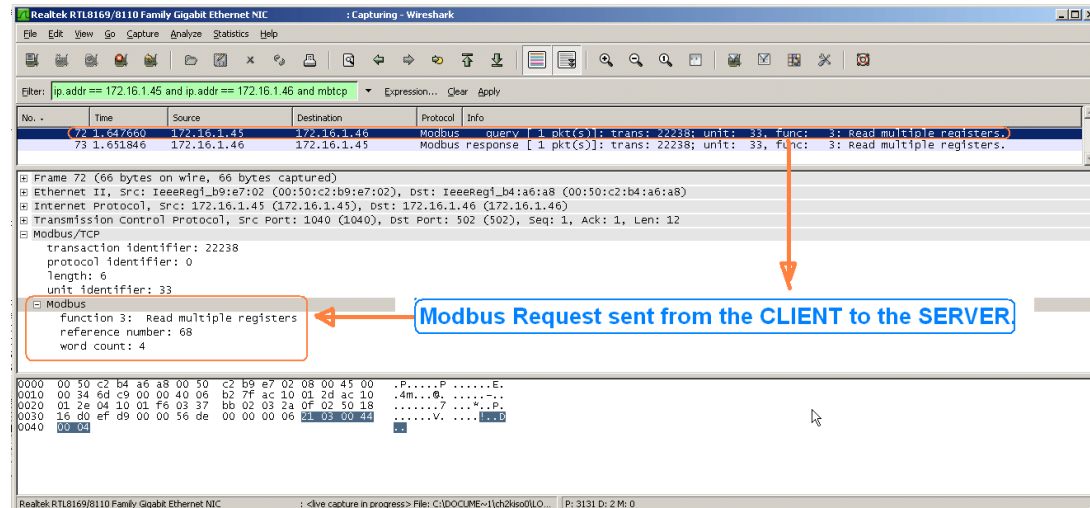 Realtek RTL8169/8110 Family Gigabit Ethernet NIC : Capturing - Wireshark
File Edit View Go Capture Analyze Statistics Help
Filter: ip.addr == 172.16.1.45 and ip.addr == 172.16.1.46 and mbtcp Expression... Clear Apply
No. - Time Source Destination Protocol Info
72 1.647660 172.16.1.45 172.16.1.46 Modbus query [ 1 pkt(s)]: trans: 22238; unit: 33, func: 3: Read multiple registers.
73 1.651846 172.16.1.46 172.16.1.45 Modbus response [ 1 pkt(s)]: trans: 22238; unit: 33, func: 3: Read multiple registers.
Frame 72 (66 bytes on wire, 66 bytes captured)
Ethernet II, Src: IeeeRegi_b9:e7:02 (00:50:c2:b9:e7:02), Dst: IeeeRegi_b4:a6:a8 (00:50:c2:b4:a6:a8)
Internet Protocol, Src: 172.16.1.45 (172.16.1.45), Dst: 172.16.1.46 (172.16.1.46)
Transmission Control Protocol, Src Port: 1040 (1040), Dst Port: 502 (502), Seq: 1, Ack: 1, Len: 12
Modbus/TCP
transaction identifier: 22238
protocol identifier: 0
length: 6
unit identifier: 33
Modbus
function 3: Read multiple registers
reference number: 68
word count: 4
Modbus Request sent from the CLIENT to the SERVER.
0000 00 50 c2 b4 a6 a8 00 50 c2 b9 e7 02 08 00 45 00 .P.....P ......E.
0010 00 34 6d c9 00 00 40 06 b2 7f ac 10 01 2d ac 10 .4m...@. .....-..
0020 01 2e 04 10 01 f6 03 37 bb 02 03 2a 0f 02 50 18 .......7 ...*..P.
0030 16 d0 ef d9 00 00 56 de 00 00 00 06 21 03 00 44 ......V. ....!..D
0040 00 04 ..
Realtek RTL8169/8110 Family Gigabit Ethernet NIC : <live capture in progress> File: C:\DOCUME~1\ch2kiso0\LO... P: 3131 D: 2 M: 0